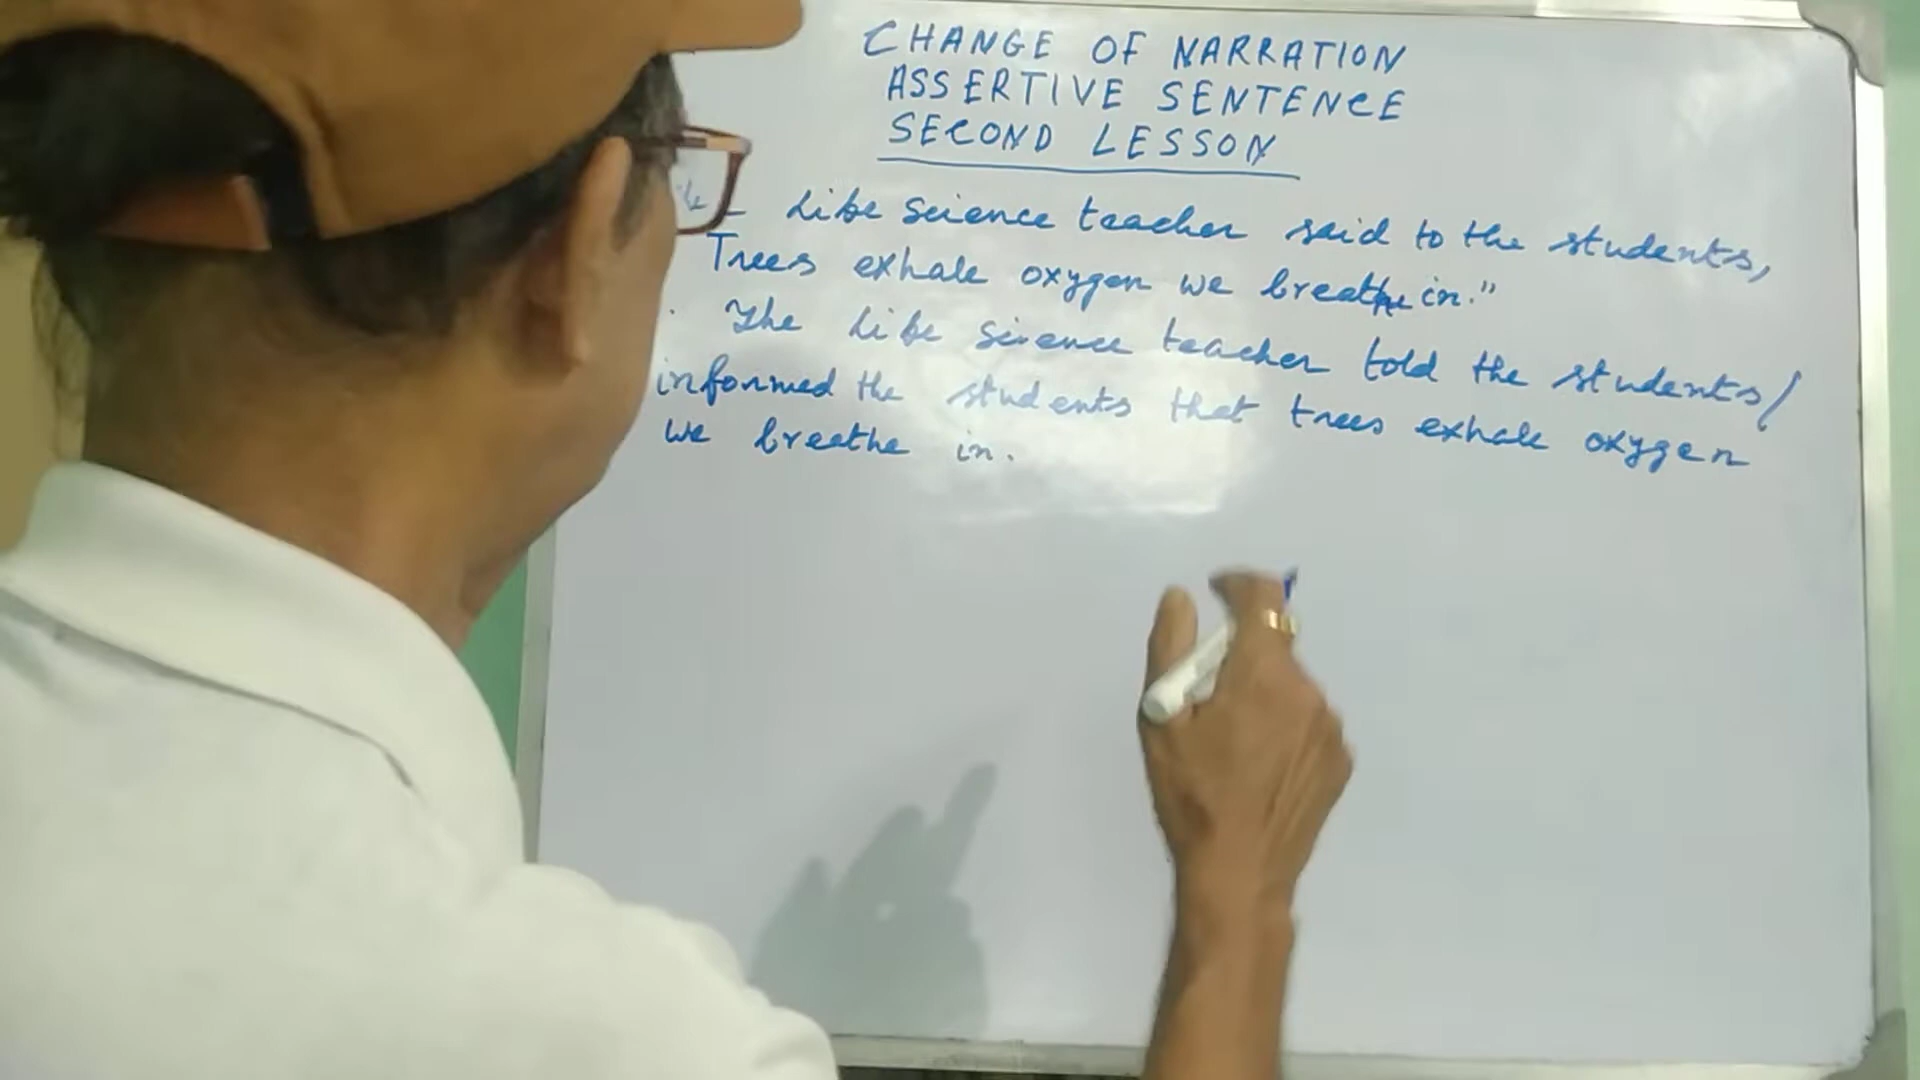 CHANGE OF NARRATION
ASSERTIVE SENTENCE
SECOND LESSON
life science teacher said to the students,
Trees exhale oxygen we breathe in."
The life science teacher told the students/
informed the students that trees exhale oxygen
we breathe in.